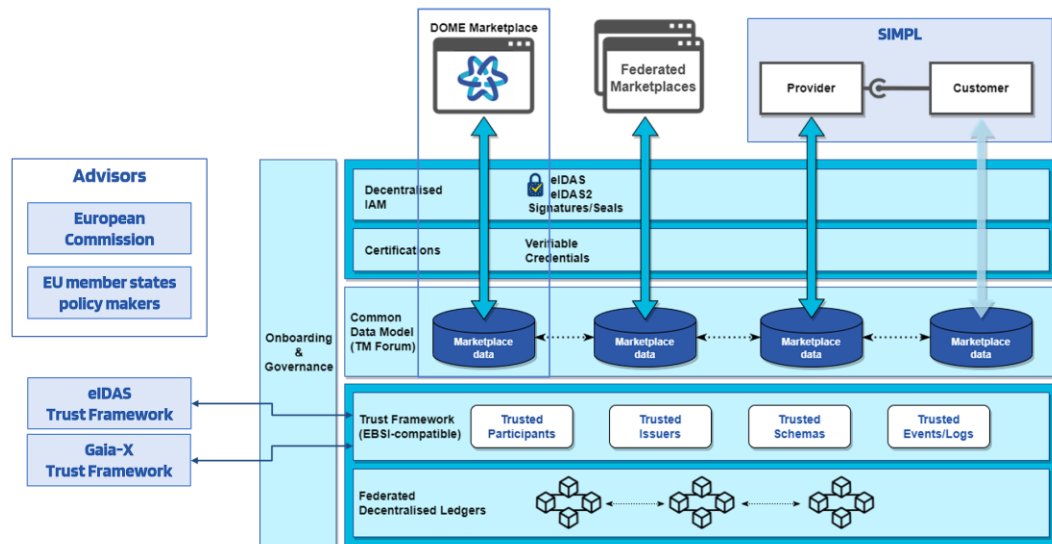 DOME Marketplace
Federated
Marketplaces
SIMPL
Provider
Customer
Advisors
European
Commission
EU member states
policy makers
eIDAS
Trust Framework
Gaia-X
Trust Framework
Onboarding
&
Governance
Decentralised
IAM
eIDAS
eIDAS2
Signatures/Seals
Certifications
Verifiable
Credentials
Common
Data Model
(TM Forum)
Marketplace
data
Marketplace
data
Marketplace
data
Marketplace
data
Trust Framework
(EBSI-compatible)
Trusted
Participants
Trusted
Issuers
Trusted
Schemas
Trusted
Events/Logs
Federated
Decentralised Ledgers